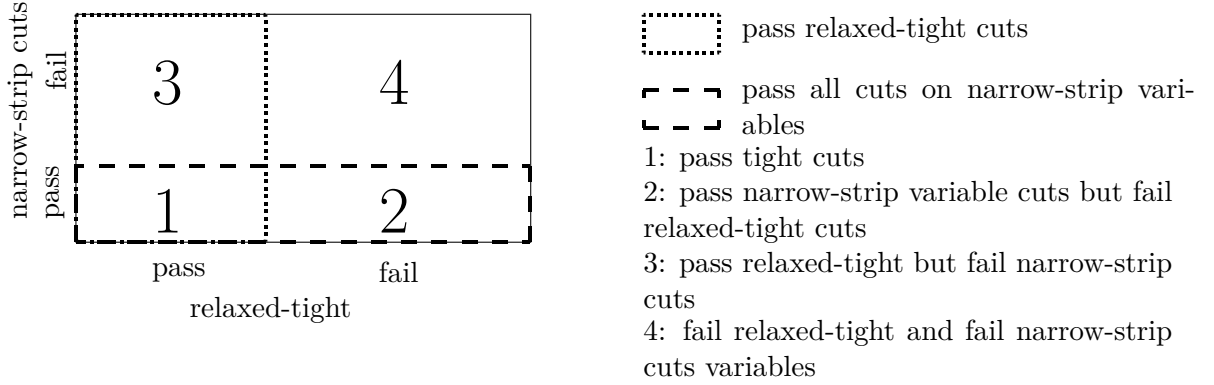 narrow-strip cuts
fail
pass
3
4
1
2
pass
fail
relaxed-tight
pass relaxed-tight cuts
pass all cuts on narrow-strip vari-
ables
1: pass tight cuts
2: pass narrow-strip variable cuts but fail
relaxed-tight cuts
3: pass relaxed-tight but fail narrow-strip
cuts
4: fail relaxed-tight and fail narrow-strip
cuts variables